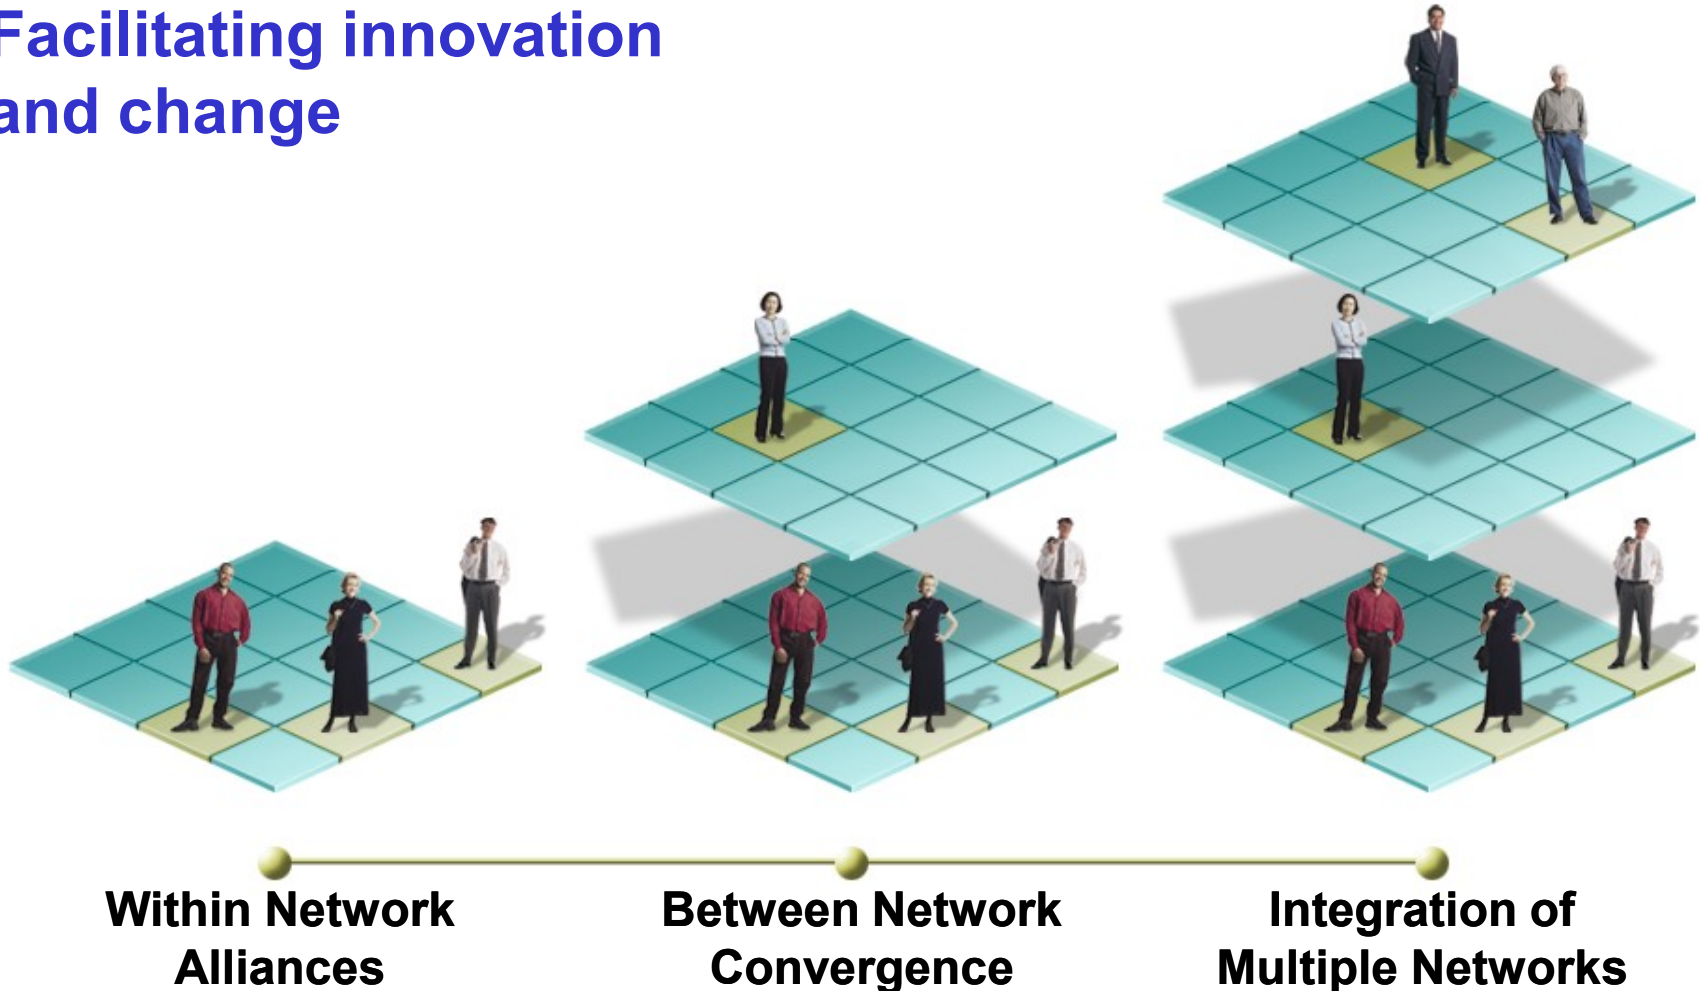 Facilitating innovation
and change
Within Network
Alliances
Between Network
Convergence
Integration of
Multiple Networks